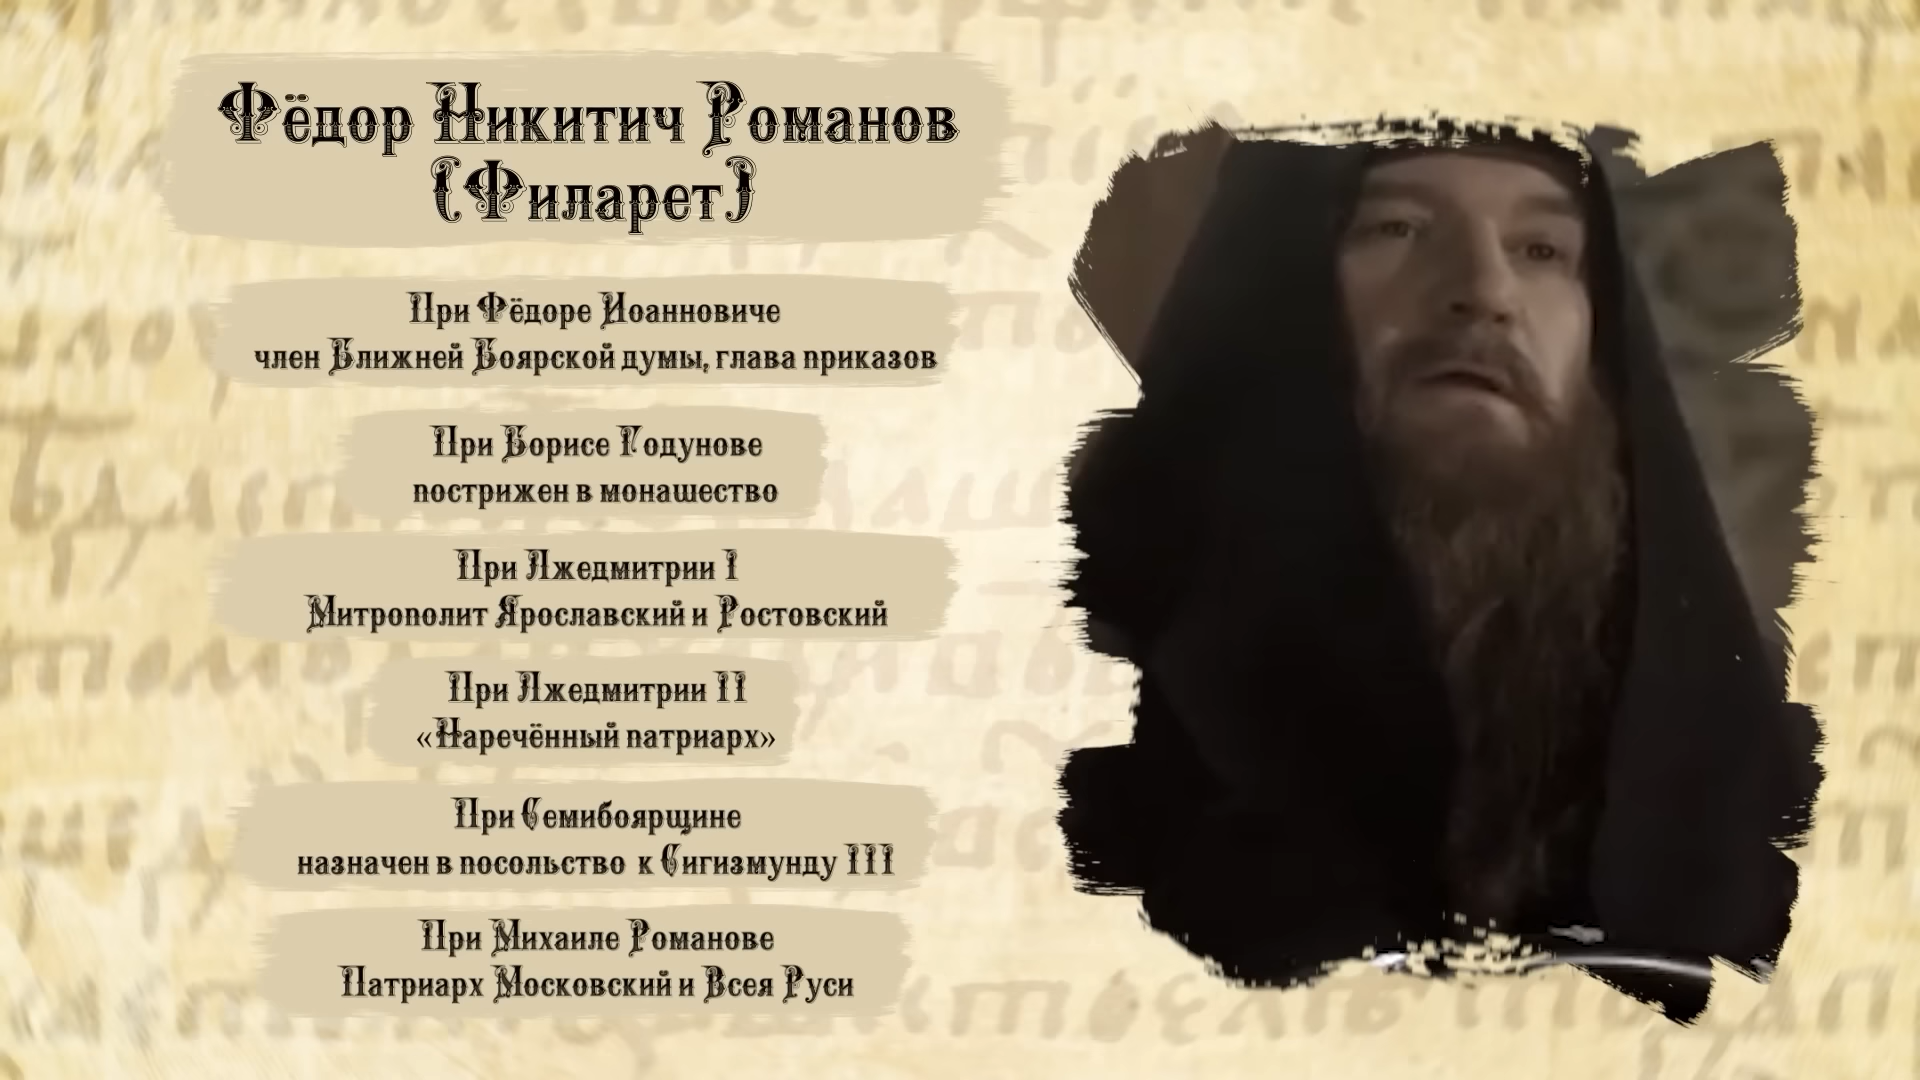 Фёдор Никитич Романов
(Филарет)
При Фёдоре Иоанновиче
член Ближней Боярской думы, глава приказов
При Борисе Годунове
пострижен в монашество
При Лжедмитрии I
Митрополит Ярославский и Ростовский
При Лжедмитрии II
«Наречённый патриарх»
При Семибоярщине
назначен в посольство к Сигизмунду III
При Михаиле Романове
Патриарх Московский и Всея Руси